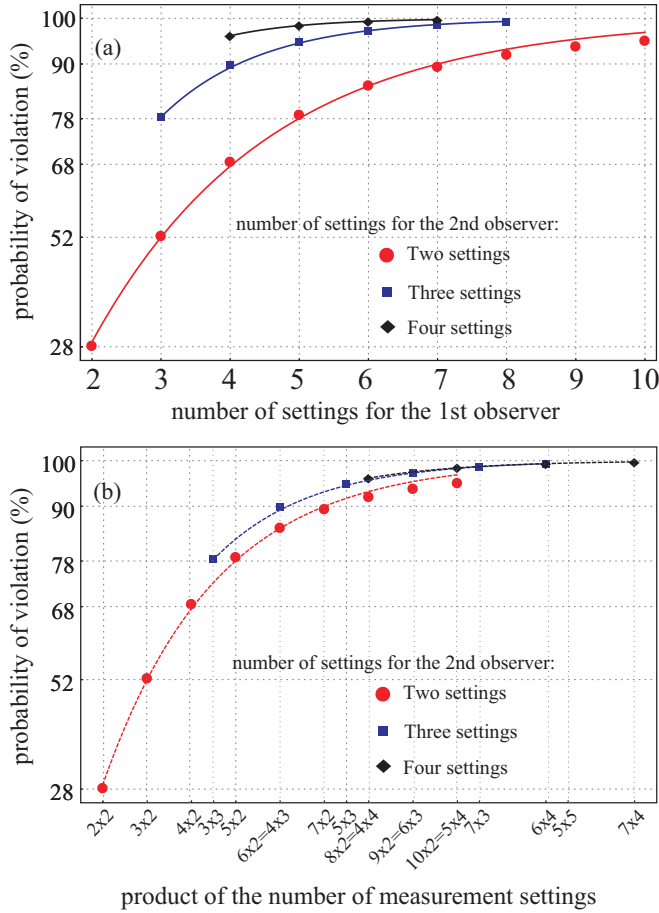 (a)
probability of violation (%)
100
90
78
68
52
28
number of settings for the 2nd observer:
Two settings
Three settings
Four settings
2 3 4 5 6 7 8 9 10
number of settings for the 1st observer
(b)
probability of violation (%)
100
90
78
68
52
28
number of settings for the 2nd observer:
Two settings
Three settings
Four settings
2x2
3x2
4x2
3x3
5x2
6x2=4x3
7x2
5x3
8x2=4x4
9x2=6x3
10x2=5x4
7x3
6x4
5x5
7x4
product of the number of measurement settings